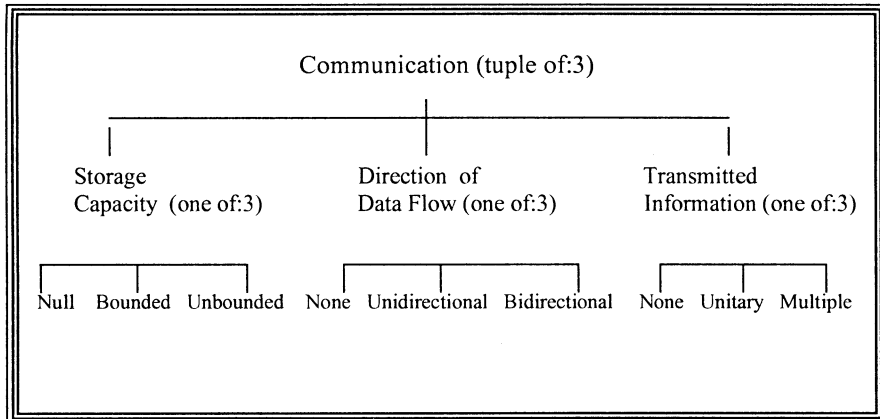 Communication (tuple of:3)
Storage
Capacity (one of:3)
Direction of
Data Flow (one of:3)
Transmitted
Information (one of:3)
Null Bounded Unbounded None Unidirectional Bidirectional None Unitary Multiple